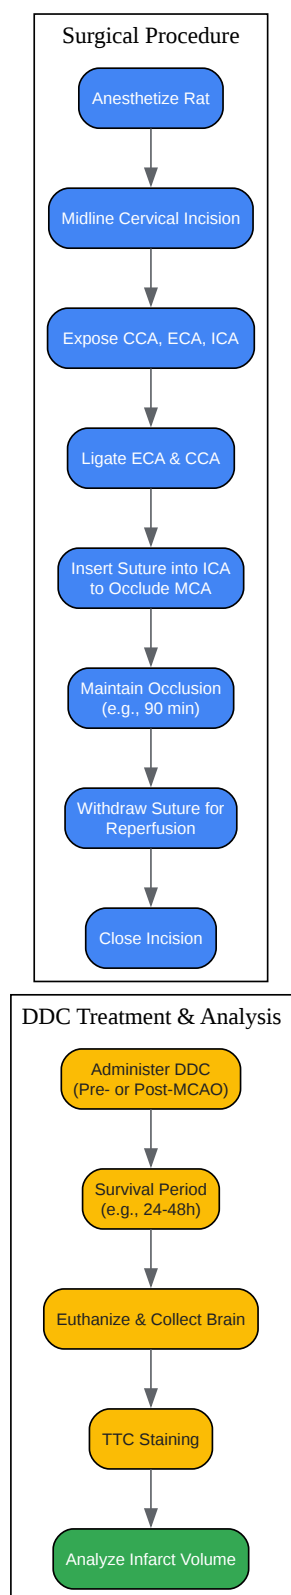 Surgical Procedure
Anesthetize Rat
Midline Cervical Incision
Expose CCA, ECA, ICA
Ligate ECA & CCA
Insert Suture into ICA
to Occlude MCA
Maintain Occlusion
(e.g., 90 min)
Withdraw Suture for
Reperfusion
Close Incision
DDC Treatment & Analysis
Administer DDC
(Pre- or Post-MCAO)
Survival Period
(e.g., 24-48h)
Euthanize & Collect Brain
TTC Staining
Analyze Infarct Volume